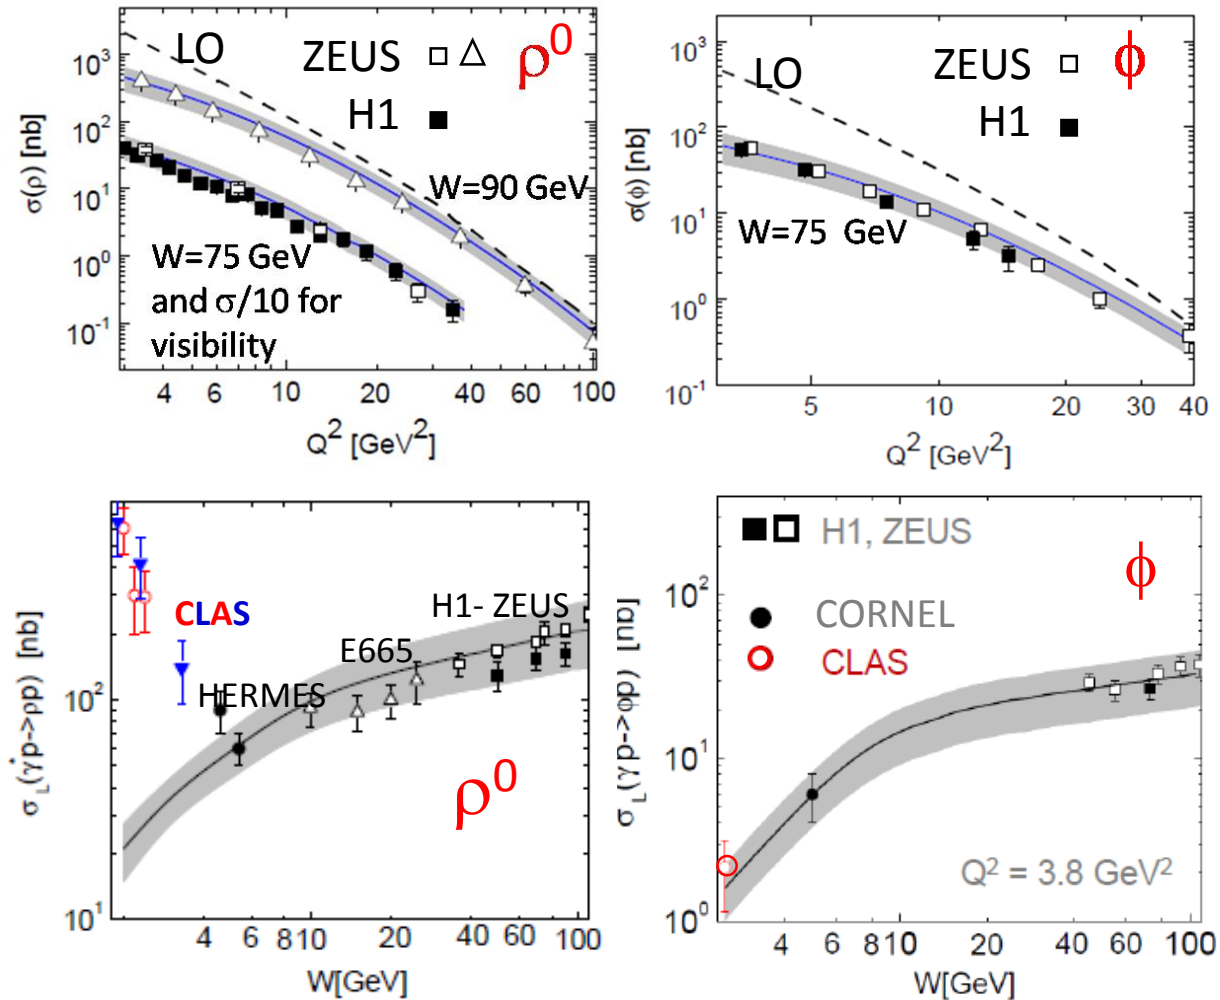 LO
ZEUS
ρ⁰
H1
W=90 GeV
W=75 GeV
and σ/10 for
visibility
σ(ρ) [nb]
10³
10²
10¹
10⁰
10⁻¹
4 6 10 20 40 60 100
Q² [GeV²]
LO
ZEUS
ϕ
H1
W=75 GeV
σ(ϕ) [nb]
10³
10²
10¹
10⁰
10⁻¹
5 10 20 30 40
Q² [GeV²]
CLAS
H1- ZEUS
E665
HERMES
ρ⁰
σL(γ*p->ρp) [nb]
10²
10¹
4 6 810 20 40 60 100
W[GeV]
H1, ZEUS
ϕ
CORNEL
CLAS
Q² = 3.8 GeV²
σL(γ p->ϕp) [nb]
10²
10¹
10⁰
4 6 810 20 40 60 100
W[GeV]